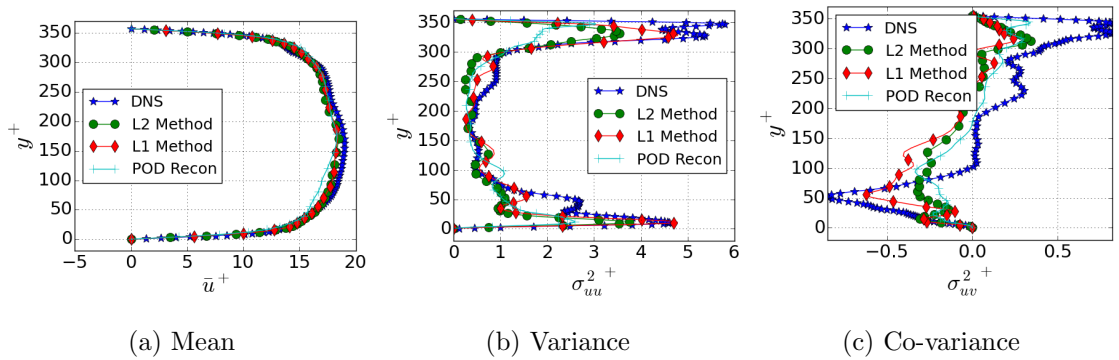 350
300
250
200
150
100
50
0
y⁺
DNS
L2 Method
L1 Method
POD Recon
−5 0 5 10 15 20
ū⁺
(a) Mean
350
300
250
200
150
100
50
0
y⁺
DNS
L2 Method
L1 Method
POD Recon
0 1 2 3 4 5 6
σ²ᵤᵤ⁺
(b) Variance
350
300
250
200
150
100
50
0
y⁺
DNS
L2 Method
L1 Method
POD Recon
−0.5 0.0 0.5
σ²ᵤᵥ⁺
(c) Co-variance